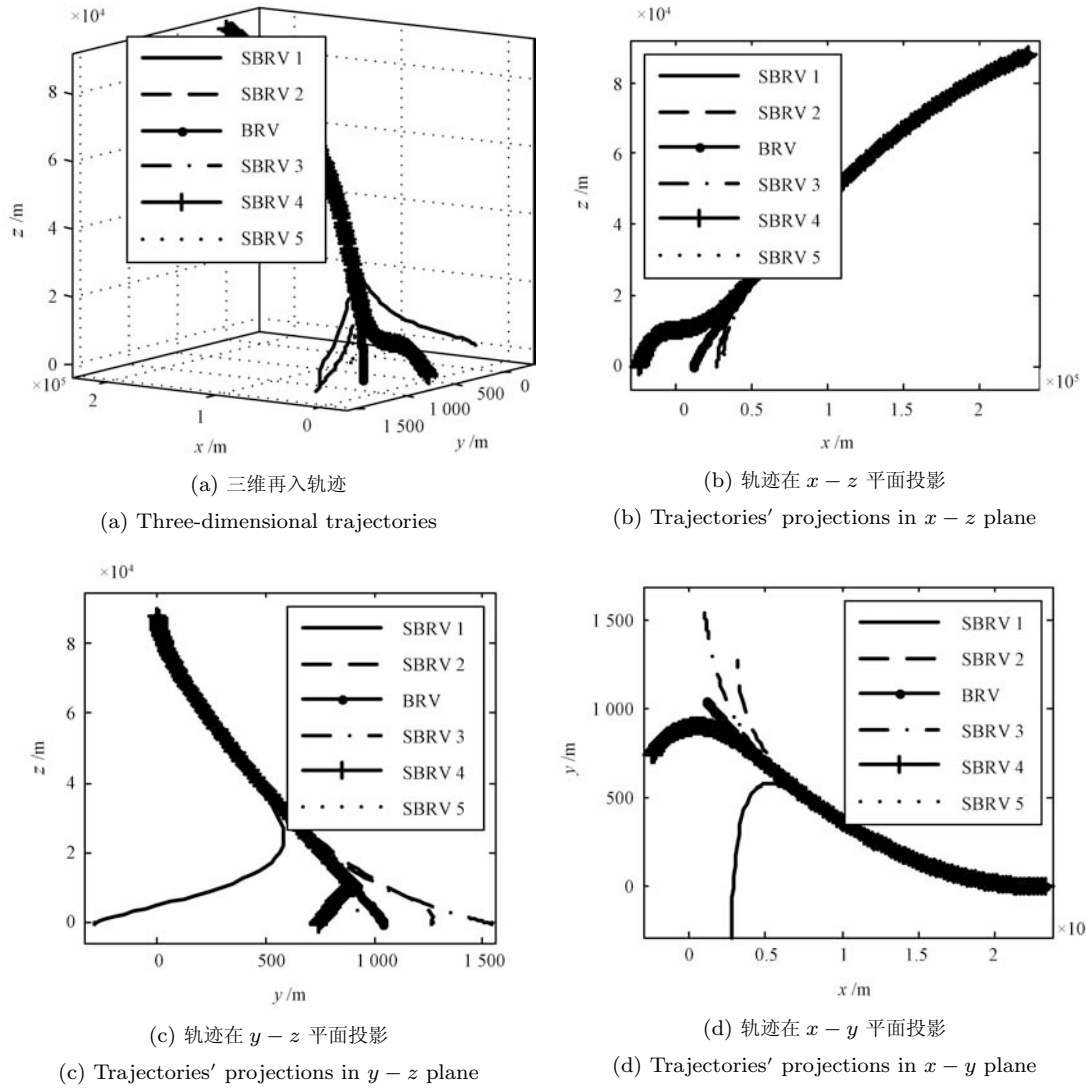 ×10⁴
z /m
8
6
4
2
0
SBRV 1
SBRV 2
BRV
SBRV 3
SBRV 4
SBRV 5
×10⁵
2
1
0
x /m
1 500
1 000
500
0
y /m
(a) 三维再入轨迹
(a) Three-dimensional trajectories
×10⁴
z /m
8
6
4
2
0
SBRV 1
SBRV 2
BRV
SBRV 3
SBRV 4
SBRV 5
0
0.5
1
1.5
2
×10⁵
x /m
(b) 轨迹在 x − z 平面投影
(b) Trajectories′ projections in x − z plane
×10⁴
z /m
8
6
4
2
0
SBRV 1
SBRV 2
BRV
SBRV 3
SBRV 4
SBRV 5
0
500
1 000
1 500
y /m
(c) 轨迹在 y − z 平面投影
(c) Trajectories′ projections in y − z plane
y /m
1 500
1 000
500
0
SBRV 1
SBRV 2
BRV
SBRV 3
SBRV 4
SBRV 5
0
0.5
1
1.5
2
×10
x /m
(d) 轨迹在 x − y 平面投影
(d) Trajectories′ projections in x − y plane